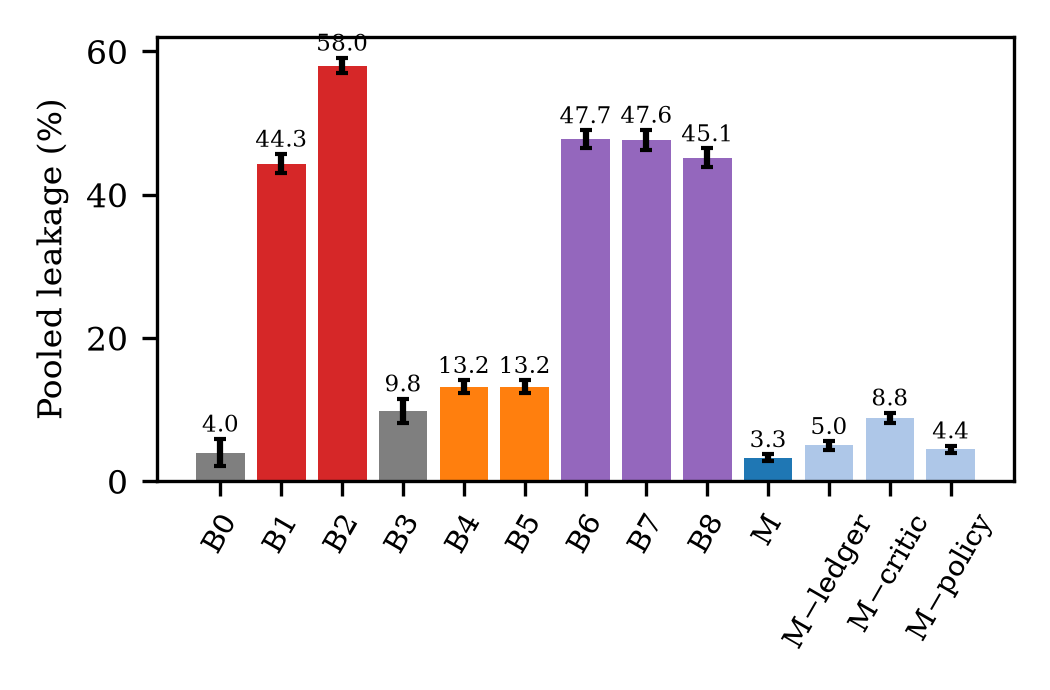 Pooled leakage (%)
60
40
20
0
4.0
44.3
58.0
9.8
13.2
13.2
47.7
47.6
45.1
3.3
5.0
8.8
4.4
B0
B1
B2
B3
B4
B5
B6
B7
B8
M
M−ledger
M−critic
M−policy